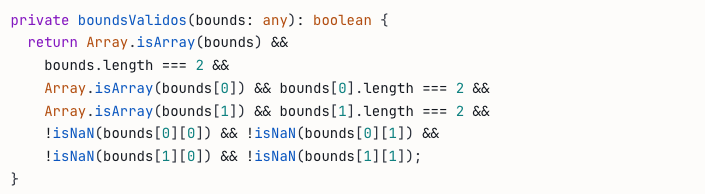 private boundsValidos(bounds: any): boolean {
  return Array.isArray(bounds) &&
    bounds.length === 2 &&
    Array.isArray(bounds[0]) && bounds[0].length === 2 &&
    Array.isArray(bounds[1]) && bounds[1].length === 2 &&
    !isNaN(bounds[0][0]) && !isNaN(bounds[0][1]) &&
    !isNaN(bounds[1][0]) && !isNaN(bounds[1][1]);
}